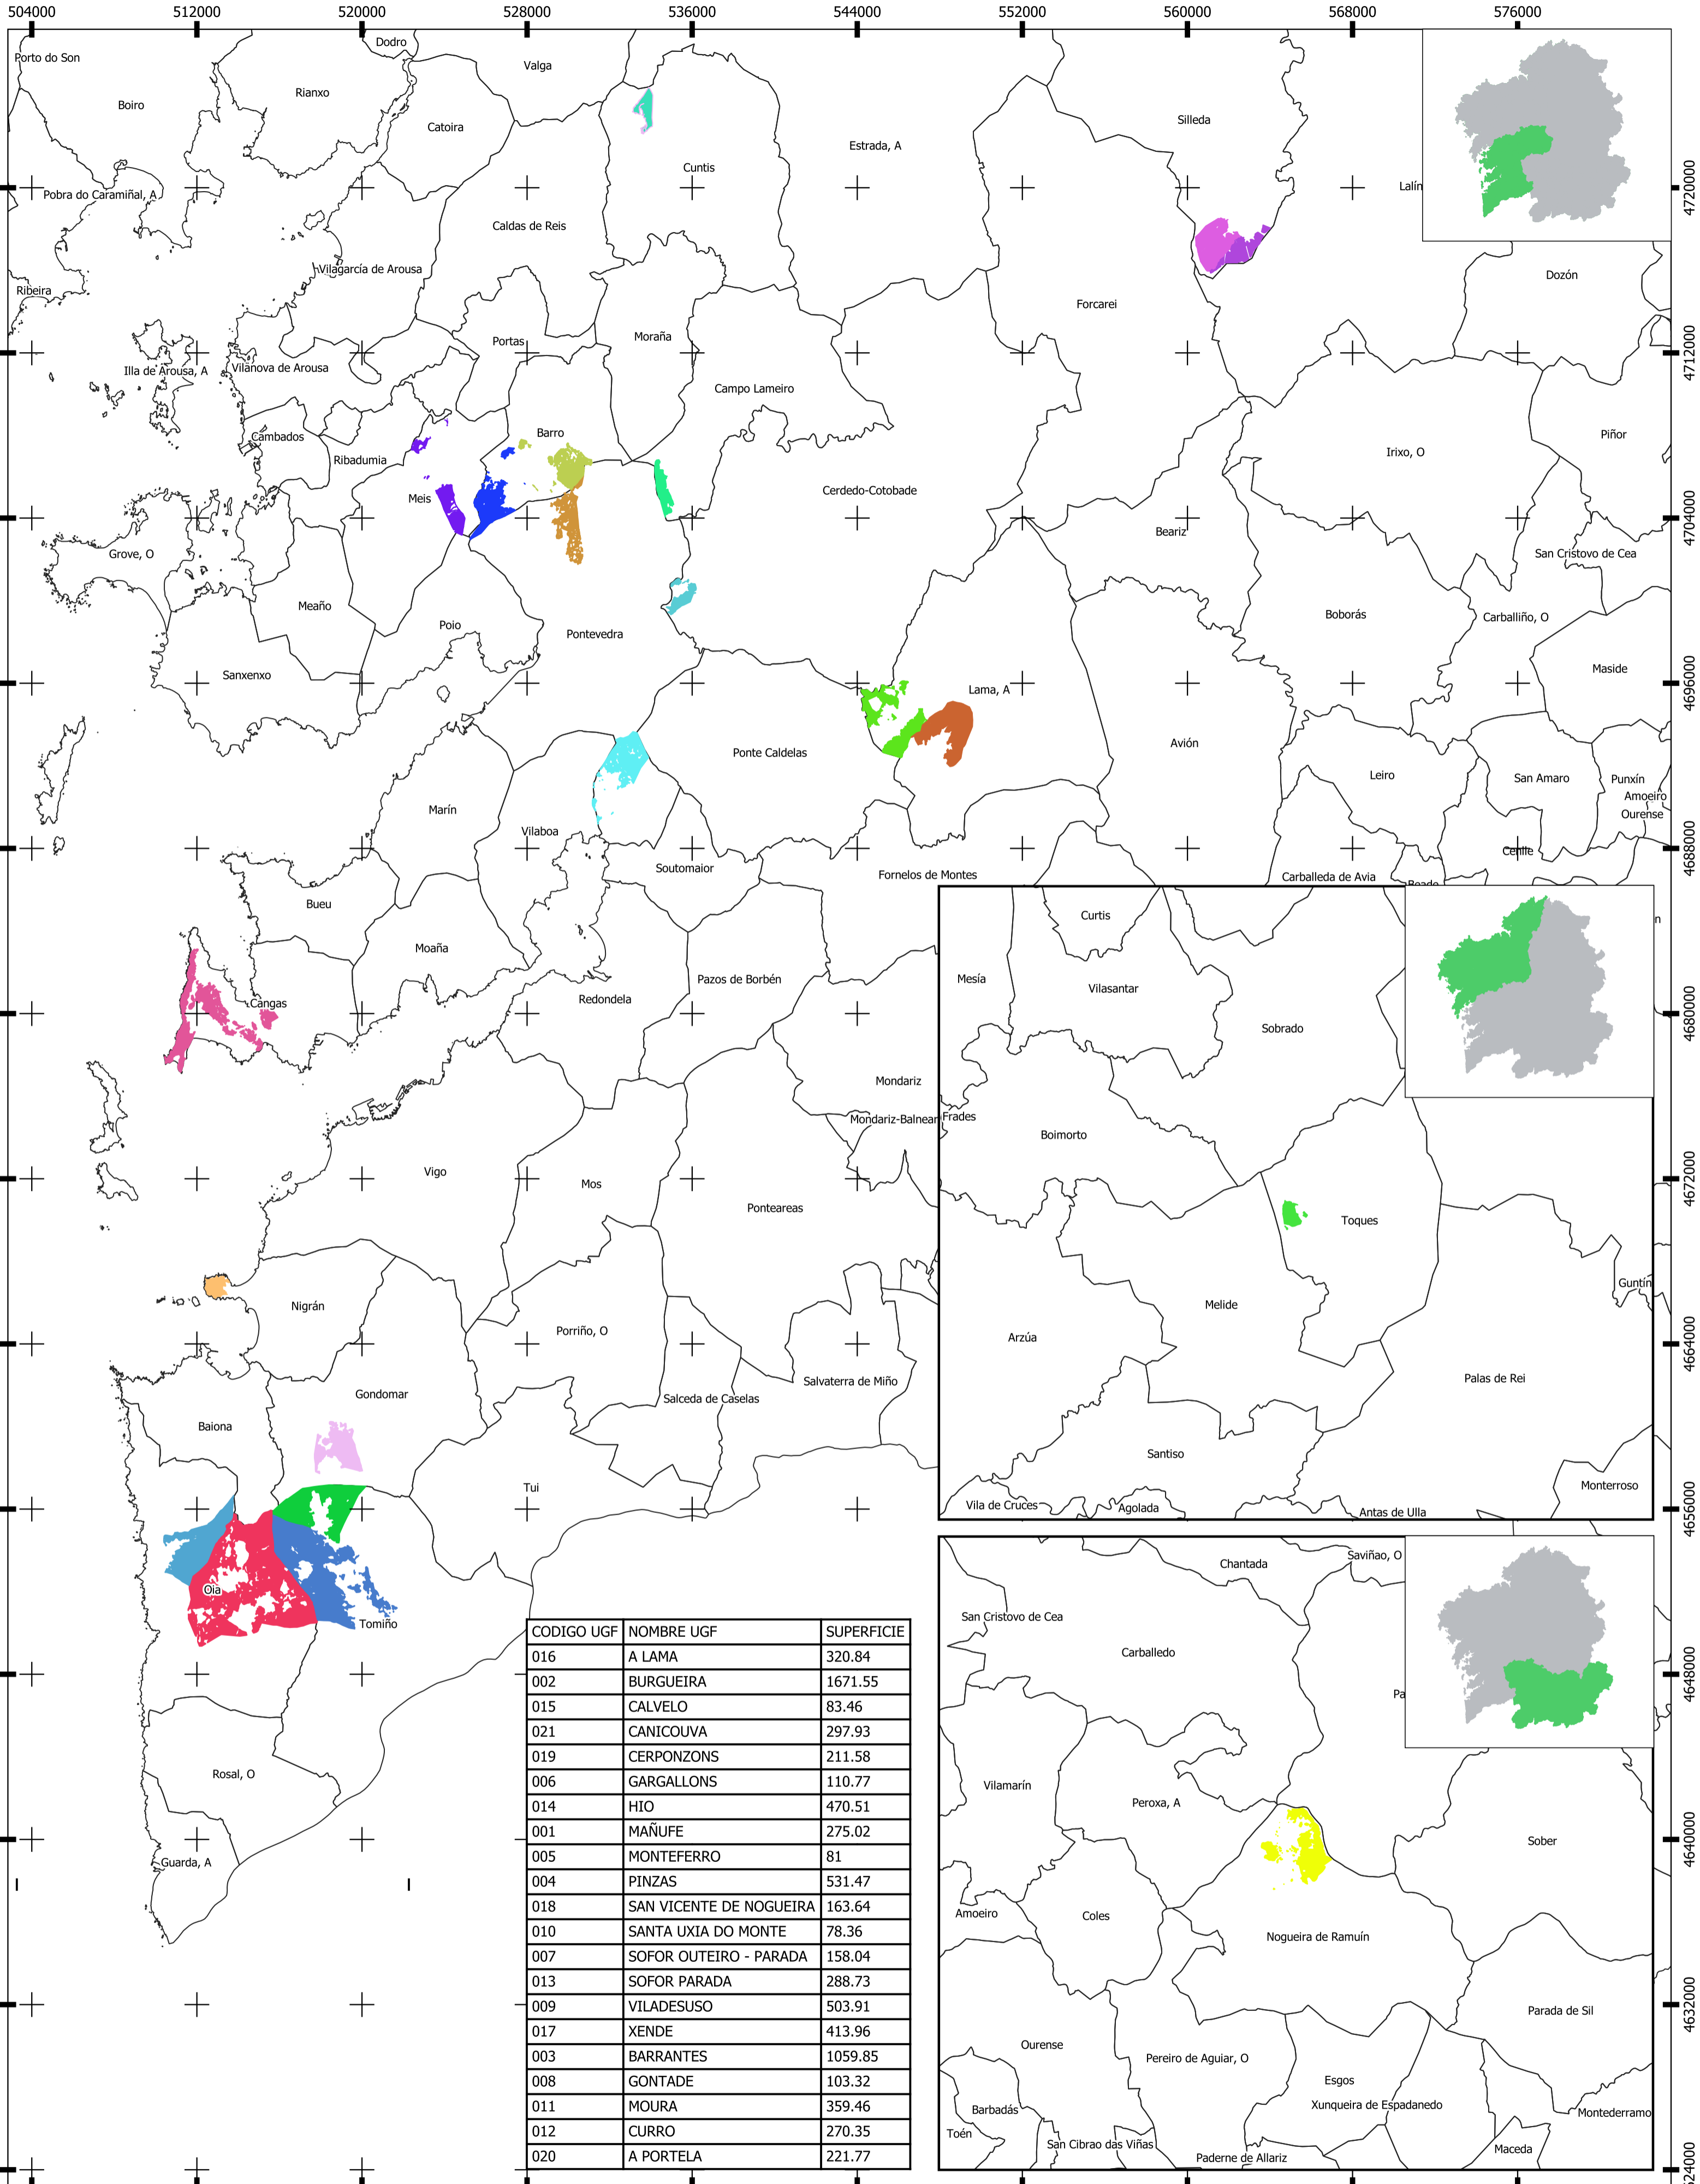 504000 512000 520000 528000 536000 544000 552000 560000 568000 576000
Dodro
Porto do Son
Valga
Rianxo
Boiro
Silleda
Catoira
Estrada, A
Cuntis
4720000
Lalín
Pobra do Caramiñal, A
Caldas de Reis
Vilagarcía de Arousa
Dozón
Ribeira
Forcarei
Moraña
Portas
4712000
Vilanova de Arousa
Illa de Arousa, A
Campo Lameiro
Barro
Piñor
Cambados
Irixo, O
Ribadumia
Cerdedo-Cotobade
Meis
4704000
Beariz
San Cristovo de Cea
Grove, O
Meaño
Boborás
Carballiño, O
Poio
Pontevedra
Maside
Sanxenxo
4696000
Lama, A
Avión
Ponte Caldelas
Leiro
San Amaro
Punxín
Amoeiro
Marín
Ourense
Vilaboa
4688000
Cenlle
Soutomaior
Fornelos de Montes
Carballeda de Avia
Beade
Bueu
Curtis
n
Moaña
Pazos de Borbén
Mesía
Vilasantar
Redondela
Cangas
4680000
Sobrado
Mondariz
Mondariz-Balnear
Frades
Boimorto
Vigo
4672000
Mos
Ponteareas
Toques
Guntín
Nigrán
Melide
Porriño, O
Arzúa
4664000
Palas de Rei
Salvaterra de Miño
Gondomar
Salceda de Caselas
Baiona
Santiso
Monterroso
Tui
Vila de Cruces
Agolada
Antas de Ulla
4656000
Saviñao, O
Chantada
Oia
San Cristovo de Cea
Tomiño
Carballedo
4648000
Pa
Rosal, O
Vilamarín
Peroxa, A
Sober
4640000
Guarda, A
Amoeiro
Coles
Nogueira de Ramuín
4632000
Parada de Sil
Ourense
Pereiro de Aguiar, O
Esgos
Xunqueira de Espadanedo
Barbadás
Montederramo
Toén
San Cibrao das Viñas
Maceda
Paderne de Allariz
24000
CODIGO UGF NOMBRE UGF SUPERFICIE
016 A LAMA 320.84
002 BURGUEIRA 1671.55
015 CALVELO 83.46
021 CANICOUVA 297.93
019 CERPONZONS 211.58
006 GARGALLONS 110.77
014 HIO 470.51
001 MAÑUFE 275.02
005 MONTEFERRO 81
004 PINZAS 531.47
018 SAN VICENTE DE NOGUEIRA 163.64
010 SANTA UXIA DO MONTE 78.36
007 SOFOR OUTEIRO - PARADA 158.04
013 SOFOR PARADA 288.73
009 VILADESUSO 503.91
017 XENDE 413.96
003 BARRANTES 1059.85
008 GONTADE 103.32
011 MOURA 359.46
012 CURRO 270.35
020 A PORTELA 221.77